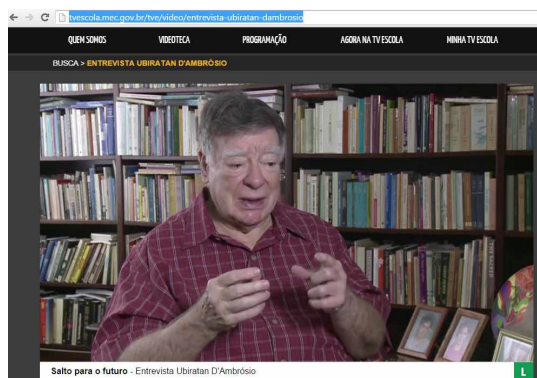 tvescola.mec.gov.br/tve/video/entrevista-ubiratan-dambrosio
QUEM SOMOS VIDEOTECA PROGRAMAÇÃO AGORA NA TV ESCOLA MINHA TV ESCOLA
BUSCA > ENTREVISTA UBIRATAN D'AMBRÓSIO
Salto para o futuro - Entrevista Ubiratan D'Ambrósio
L